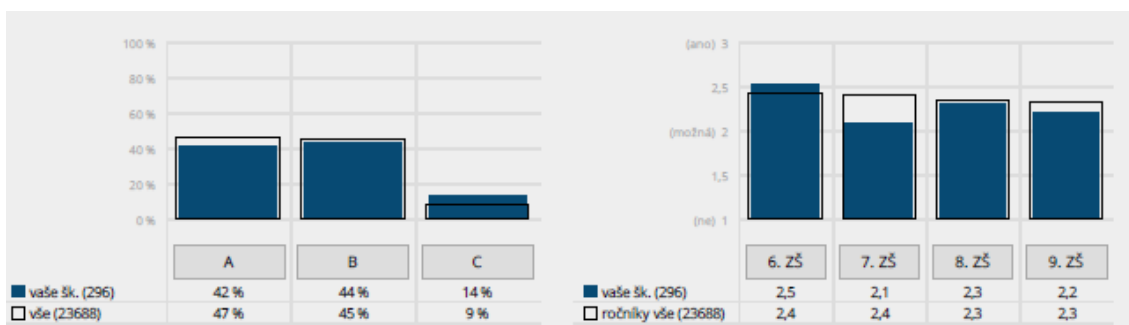 100 %
80 %
60 %
40 %
20 %
0 %
A B C
vaše šk. (296) 42 % 44 % 14 %
vše (23688) 47 % 45 % 9 %
(ano) 3
2,5
(možná) 2
1,5
(ne) 1
6. ZŠ 7. ZŠ 8. ZŠ 9. ZŠ
vaše šk. (296) 2,5 2,1 2,3 2,2
ročníky vše (23688) 2,4 2,4 2,3 2,3